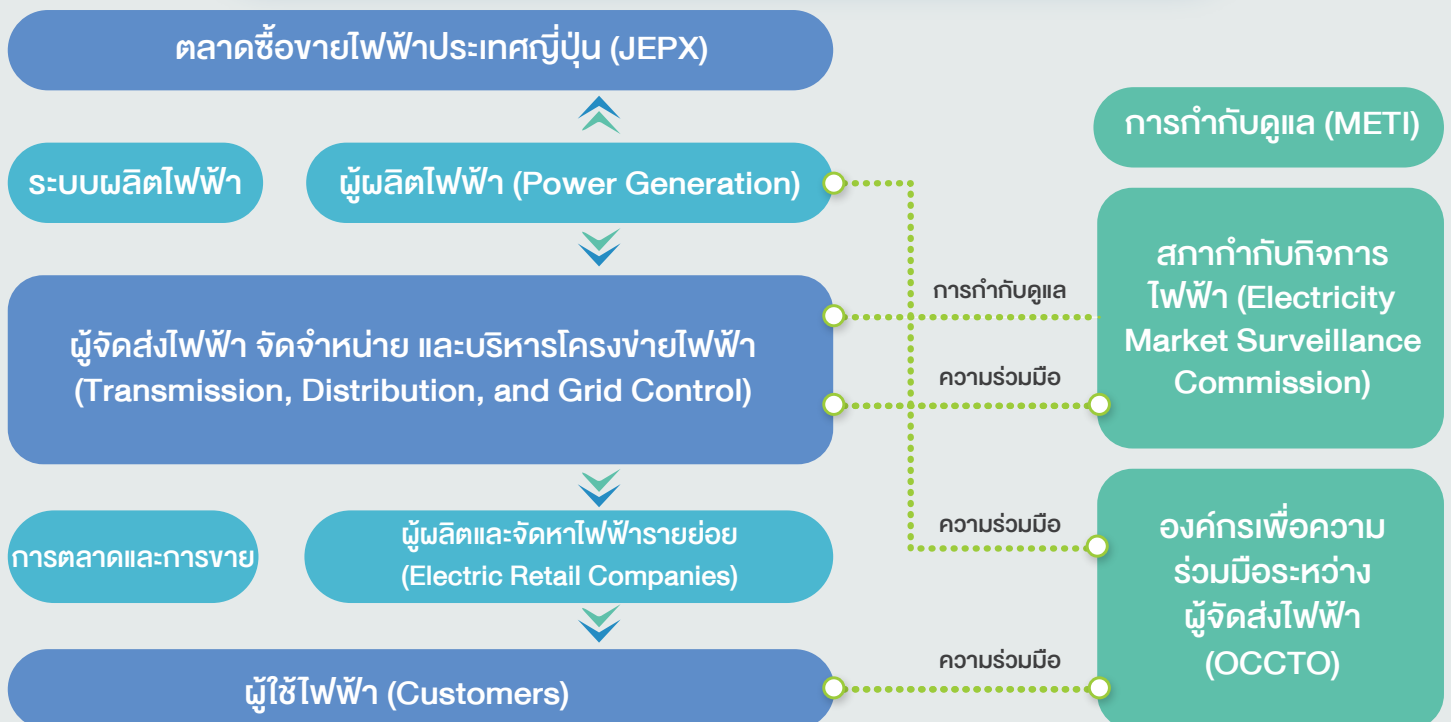 ตลาดซื้อขายไฟฟ้าประเทศญี่ปุ่น (JEPX)
การกำกับดูแล (METI)
ระบบผลิตไฟฟ้า
ผู้ผลิตไฟฟ้า (Power Generation)
สภากำกับกิจการ
ไฟฟ้า (Electricity
Market Surveillance
Commission)
การกำกับดูแล
ผู้จัดส่งไฟฟ้า จัดจำหน่าย และบริหารโครงข่ายไฟฟ้า
(Transmission, Distribution, and Grid Control)
ความร่วมมือ
การตลาดและการขาย
ผู้ผลิตและจัดหาไฟฟ้ารายย่อย
(Electric Retail Companies)
ความร่วมมือ
องค์กรเพื่อความ
ร่วมมือระหว่าง
ผู้จัดส่งไฟฟ้า
(OCCTO)
ความร่วมมือ
ผู้ใช้ไฟฟ้า (Customers)